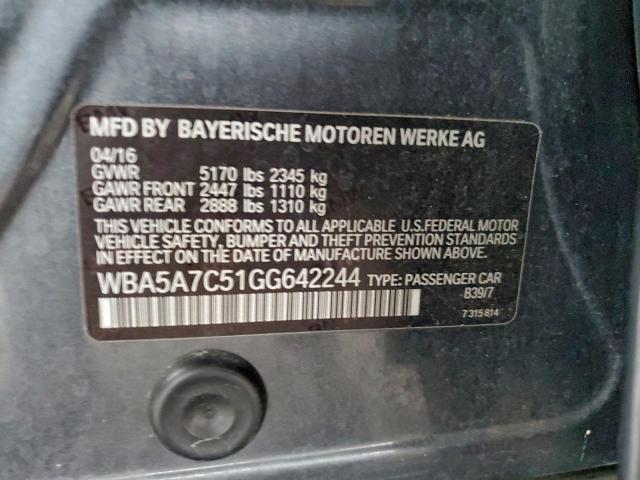 MFD BY BAYERISCHE MOTOREN WERKE AG
04/16
GVWR 5170 lbs 2345 kg
GAWR FRONT 2447 lbs 1110 kg
GAWR REAR 2888 lbs 1310 kg
THIS VEHICLE CONFORMS TO ALL APPLICABLE U.S.FEDERAL MOTOR
VEHICLE SAFETY, BUMPER AND THEFT PREVENTION STANDARDS
IN EFFECT ON THE DATE OF MANUFACTURE SHOWN ABOVE.
WBA5A7C51GG642244 TYPE: PASSENGER CAR
B39/7
7 315 814